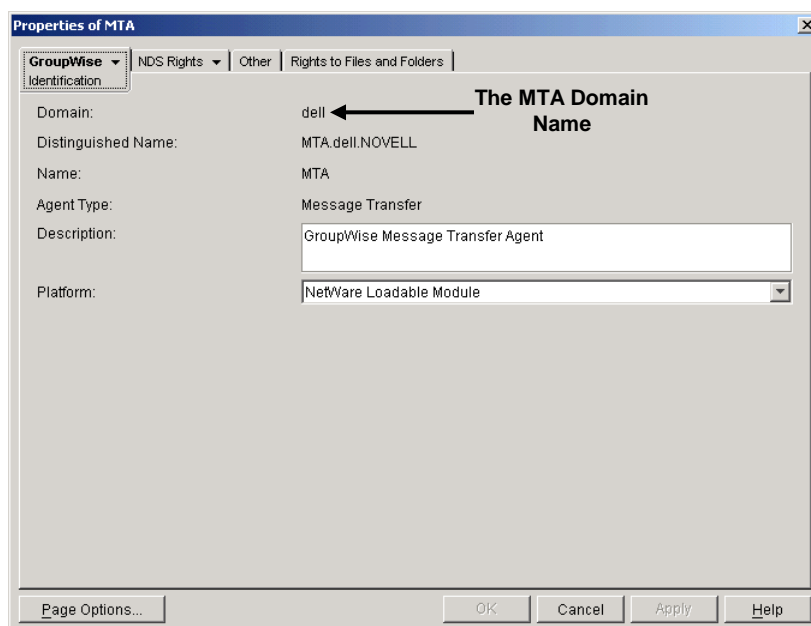 Properties of MTA
GroupWise
NDS Rights
Other
Rights to Files and Folders
Identification
Domain:
dell
The MTA Domain
Name
Distinguished Name:
MTA.dell.NOVELL
Name:
MTA
Agent Type:
Message Transfer
Description:
GroupWise Message Transfer Agent
Platform:
NetWare Loadable Module
Page Options...
OK
Cancel
Apply
Help